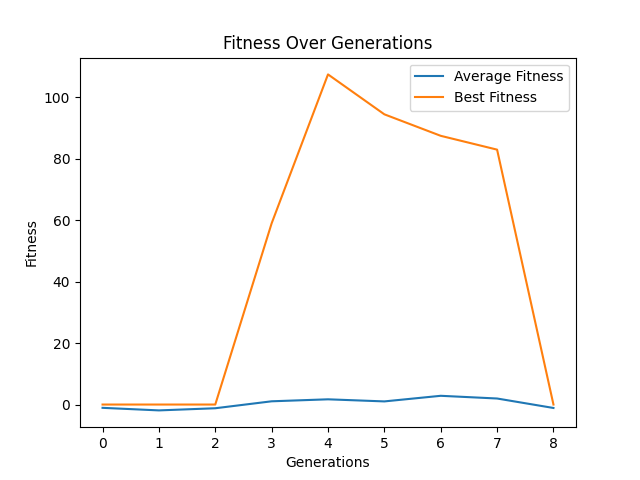 Fitness Over Generations
Average Fitness
Best Fitness
Fitness
100
80
60
40
20
0
0 1 2 3 4 5 6 7 8
Generations